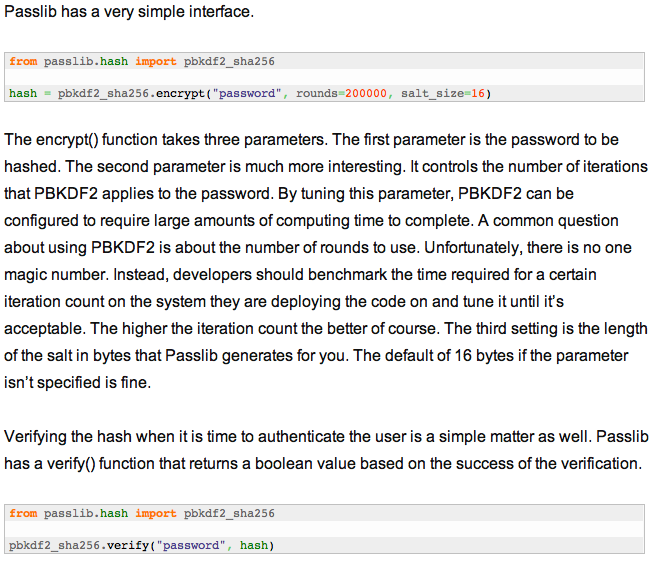 Passlib has a very simple interface.
from passlib.hash import pbkdf2_sha256
hash = pbkdf2_sha256.encrypt("password", rounds=200000, salt_size=16)
The encrypt() function takes three parameters. The first parameter is the password to be
hashed. The second parameter is much more interesting. It controls the number of iterations
that PBKDF2 applies to the password. By tuning this parameter, PBKDF2 can be
configured to require large amounts of computing time to complete. A common question
about using PBKDF2 is about the number of rounds to use. Unfortunately, there is no one
magic number. Instead, developers should benchmark the time required for a certain
iteration count on the system they are deploying the code on and tune it until it's
acceptable. The higher the iteration count the better of course. The third setting is the length
of the salt in bytes that Passlib generates for you. The default of 16 bytes if the parameter
isn't specified is fine.
Verifying the hash when it is time to authenticate the user is a simple matter as well. Passlib
has a verify() function that returns a boolean value based on the success of the verification.
from passlib.hash import pbkdf2_sha256
pbkdf2_sha256.verify("password", hash)